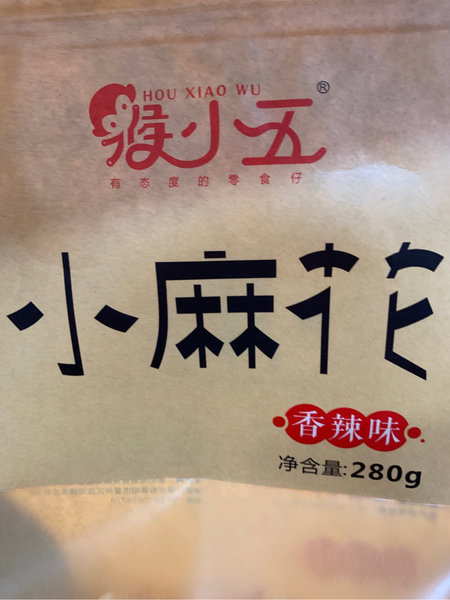 HOU XIAO WU
猴小五®
有态度的零食仔
小麻花
香辣味
净含量:280g